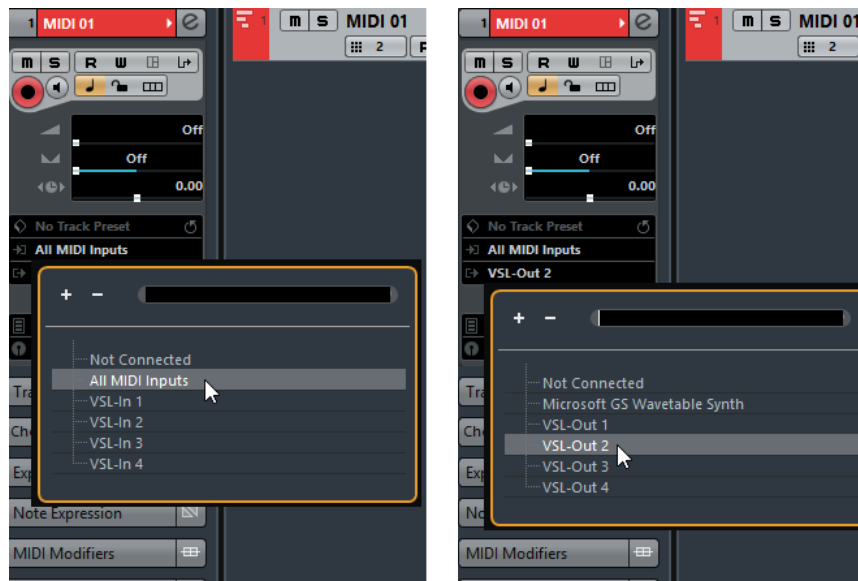 1 MIDI 01
e
1 m S MIDI 01
m S R W
2
Off
Off
0.00
No Track Preset
All MIDI Inputs
+ −
Not Connected
All MIDI Inputs
VSL-In 1
VSL-In 2
VSL-In 3
VSL-In 4
Note Expression
MIDI Modifiers
1 MIDI 01
e
1 m S MIDI 01
m S R W
2
Off
Off
0.00
No Track Preset
All MIDI Inputs
VSL-Out 2
+ −
Not Connected
Microsoft GS Wavetable Synth
VSL-Out 1
VSL-Out 2
VSL-Out 3
VSL-Out 4
MIDI Modifiers